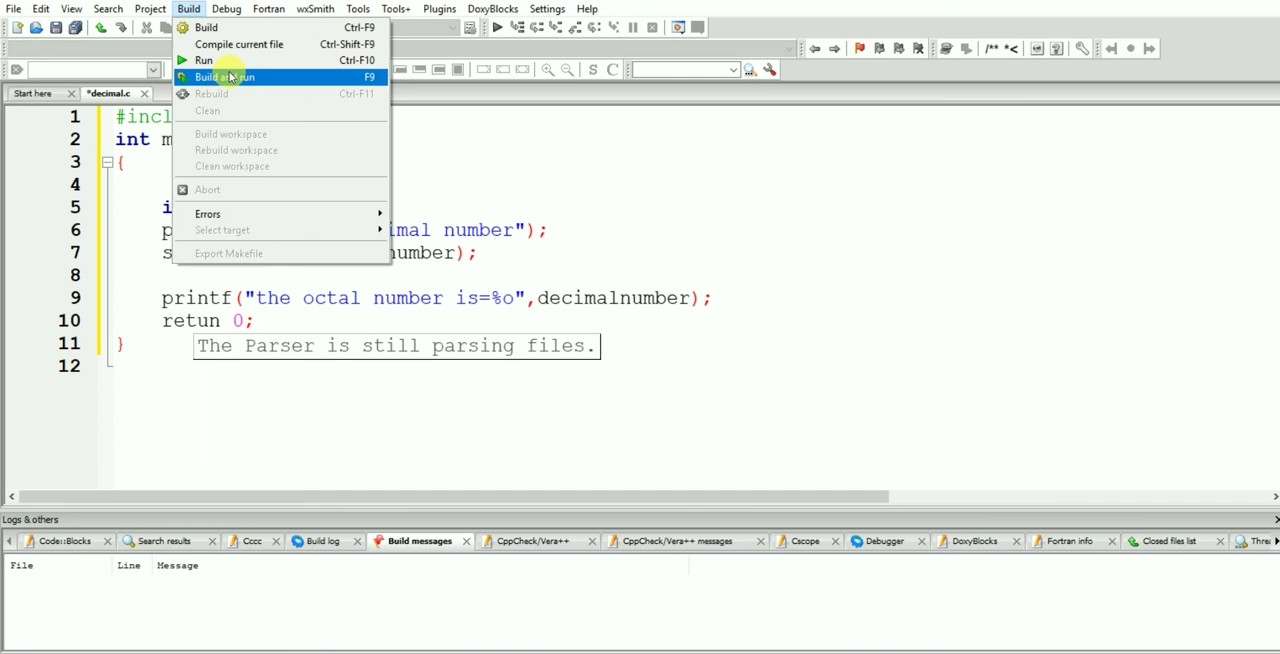 File Edit View Search Project Build Debug Fortran wxSmith Tools Tools+ Plugins DoxyBlocks Settings Help
Build Ctrl-F9
Compile current file Ctrl-Shift-F9
Run Ctrl-F10
Build and run F9
Rebuild Ctrl-F11
Clean
Build workspace
Rebuild workspace
Clean workspace
Abort
Errors
Select target
Export Makefile
Start here *decimal.c
1 #incl
2 int m
3 {
4
5 i
6 p imal number");
7 s number);
8
9 printf("the octal number is=%o",decimalnumber);
10 retun 0;
11 } The Parser is still parsing files.
12
Logs & others
Code::Blocks Search results Cccc Build log Build messages CppCheck/Vera++ CppCheck/Vera++ messages Cscope Debugger DoxyBlocks Fortran info Closed files list Threa
File Line Message